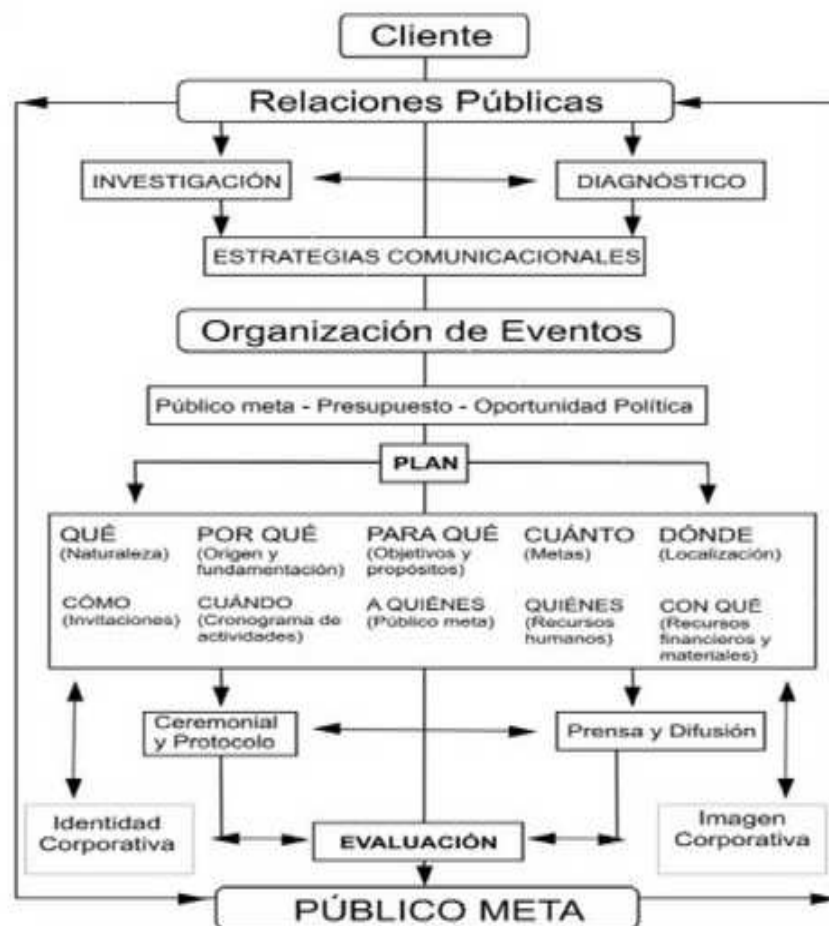 Cliente
Relaciones Públicas
INVESTIGACIÓN
DIAGNÓSTICO
ESTRATEGIAS COMUNICACIONALES
Organización de Eventos
Público meta - Presupuesto - Oportunidad Política
PLAN
QUÉ
(Naturaleza)
POR QUÉ
(Origen y
fundamentación)
PARA QUÉ
(Objetivos y
propósitos)
CUÁNTO
(Metas)
DÓNDE
(Localización)
CÓMO
(Invitaciones)
CUÁNDO
(Cronograma de
actividades)
A QUIÉNES
(Público meta)
QUIÉNES
(Recursos
humanos)
CON QUÉ
(Recursos
financieros y
materiales)
Ceremonial
y Protocolo
Prensa y Difusión
Identidad
Corporativa
EVALUACIÓN
Imagen
Corporativa
PÚBLICO META